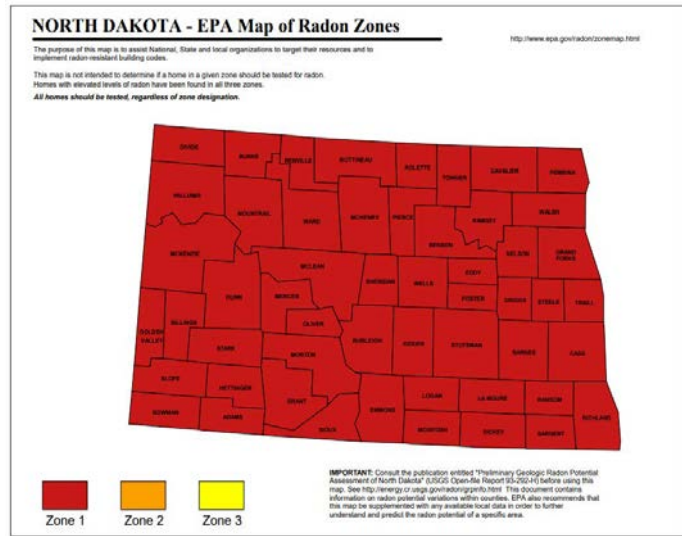 NORTH DAKOTA - EPA Map of Radon Zones
http://www.epa.gov/radon/zonemap.html
The purpose of this map is to assist National, State and local organizations to target their resources and to
implement radon-resistant building codes.
This map is not intended to determine if a home in a given zone should be tested for radon.
Homes with elevated levels of radon have been found in all three zones.
All homes should be tested, regardless of zone designation.
DIVIDE
BURKE
RENVILLE
BOTTINEAU
ROLETTE
TOWNER
CAVALIER
PEMBINA
WILLIAMS
MOUNTRAIL
WARD
MCHENRY
PIERCE
RAMSEY
WALSH
BENSON
MCKENZIE
NELSON
GRAND
FORKS
MCLEAN
SHERIDAN
WELLS
EDDY
FOSTER
DUNN
MERCER
GRIGGS
STEELE
TRAILL
OLIVER
GOLDEN
VALLEY
BILLINGS
STARK
MORTON
BURLEIGH
KIDDER
STUTSMAN
BARNES
CASS
SLOPE
HETTINGER
GRANT
LOGAN
LA MOURE
RANSOM
EMMONS
RICHLAND
BOWMAN
ADAMS
SIOUX
MCINTOSH
DICKEY
SARGENT
IMPORTANT: Consult the publication entitled "Preliminary Geologic Radon Potential
Assessment of North Dakota" (USGS Open-file Report 93-292-H) before using this
map. See http://energy.cr.usgs.gov/radon/grpinfo.html This document contains
information on radon potential variations within counties. EPA also recommends that
this map be supplemented with any available local data in order to further
understand and predict the radon potential of a specific area.
Zone 1
Zone 2
Zone 3